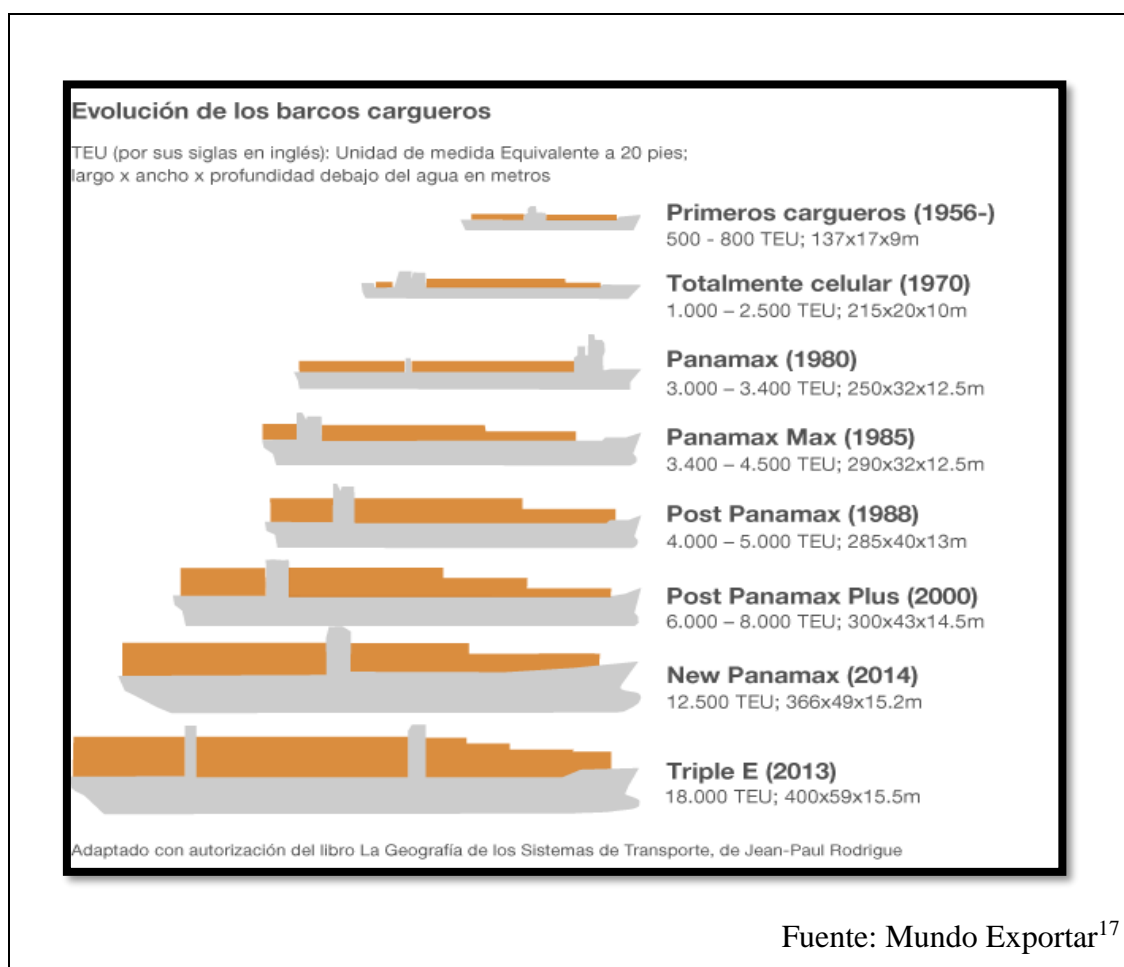 Evolución de los barcos cargueros
TEU (por sus siglas en inglés): Unidad de medida Equivalente a 20 pies;
largo x ancho x profundidad debajo del agua en metros
Primeros cargueros (1956-)
500 - 800 TEU; 137x17x9m
Totalmente celular (1970)
1.000 – 2.500 TEU; 215x20x10m
Panamax (1980)
3.000 – 3.400 TEU; 250x32x12.5m
Panamax Max (1985)
3.400 – 4.500 TEU; 290x32x12.5m
Post Panamax (1988)
4.000 – 5.000 TEU; 285x40x13m
Post Panamax Plus (2000)
6.000 – 8.000 TEU; 300x43x14.5m
New Panamax (2014)
12.500 TEU; 366x49x15.2m
Triple E (2013)
18.000 TEU; 400x59x15.5m
Adaptado con autorización del libro La Geografía de los Sistemas de Transporte, de Jean-Paul Rodrigue
Fuente: Mundo Exportar17